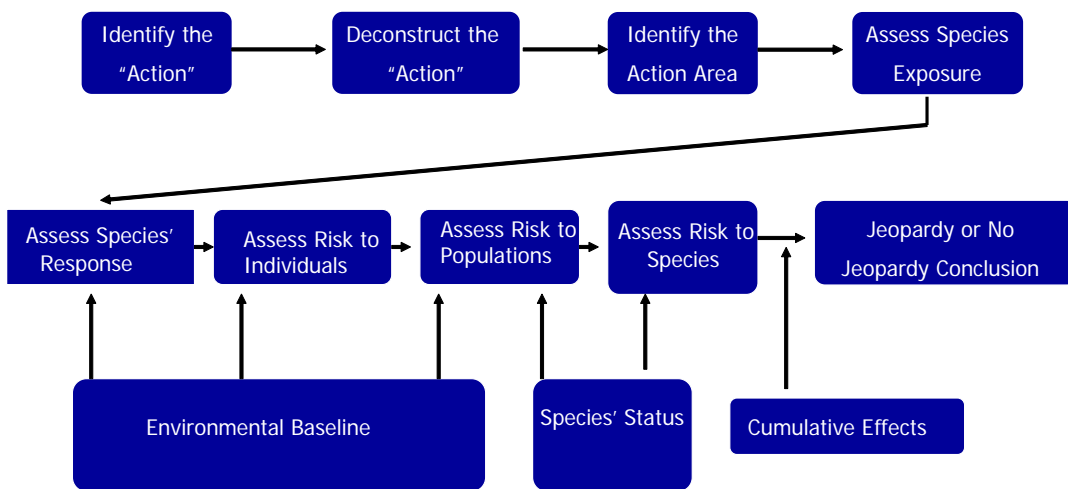 Identify the
“Action”
Deconstruct the
“Action”
Identify the
Action Area
Assess Species
Exposure
Assess Species’
Response
Assess Risk to
Individuals
Assess Risk to
Populations
Assess Risk to
Species
Jeopardy or No
Jeopardy Conclusion
Environmental Baseline
Species’ Status
Cumulative Effects